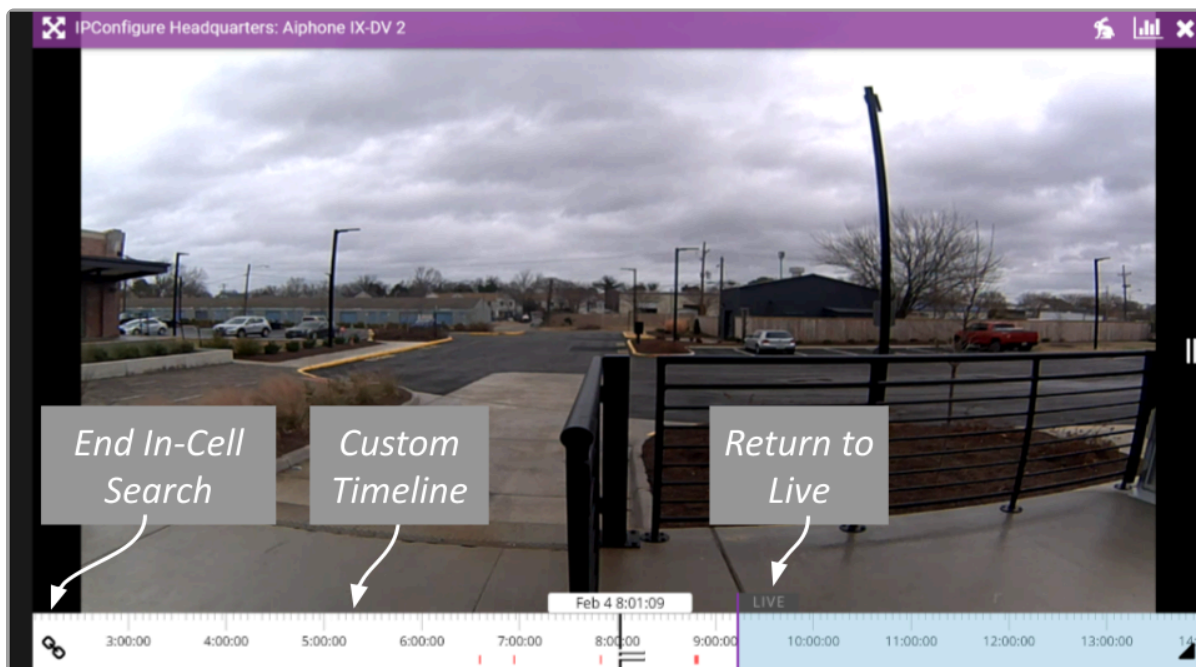 IPConfigure Headquarters: Aiphone IX-DV 2
End In-Cell
Search
Custom
Timeline
Return to
Live
Feb 4 8:01:09
LIVE
3:00:00 4:00:00 5:00:00 6:00:00 7:00:00 8:00:00 9:00:00 10:00:00 11:00:00 12:00:00 13:00:00 14: